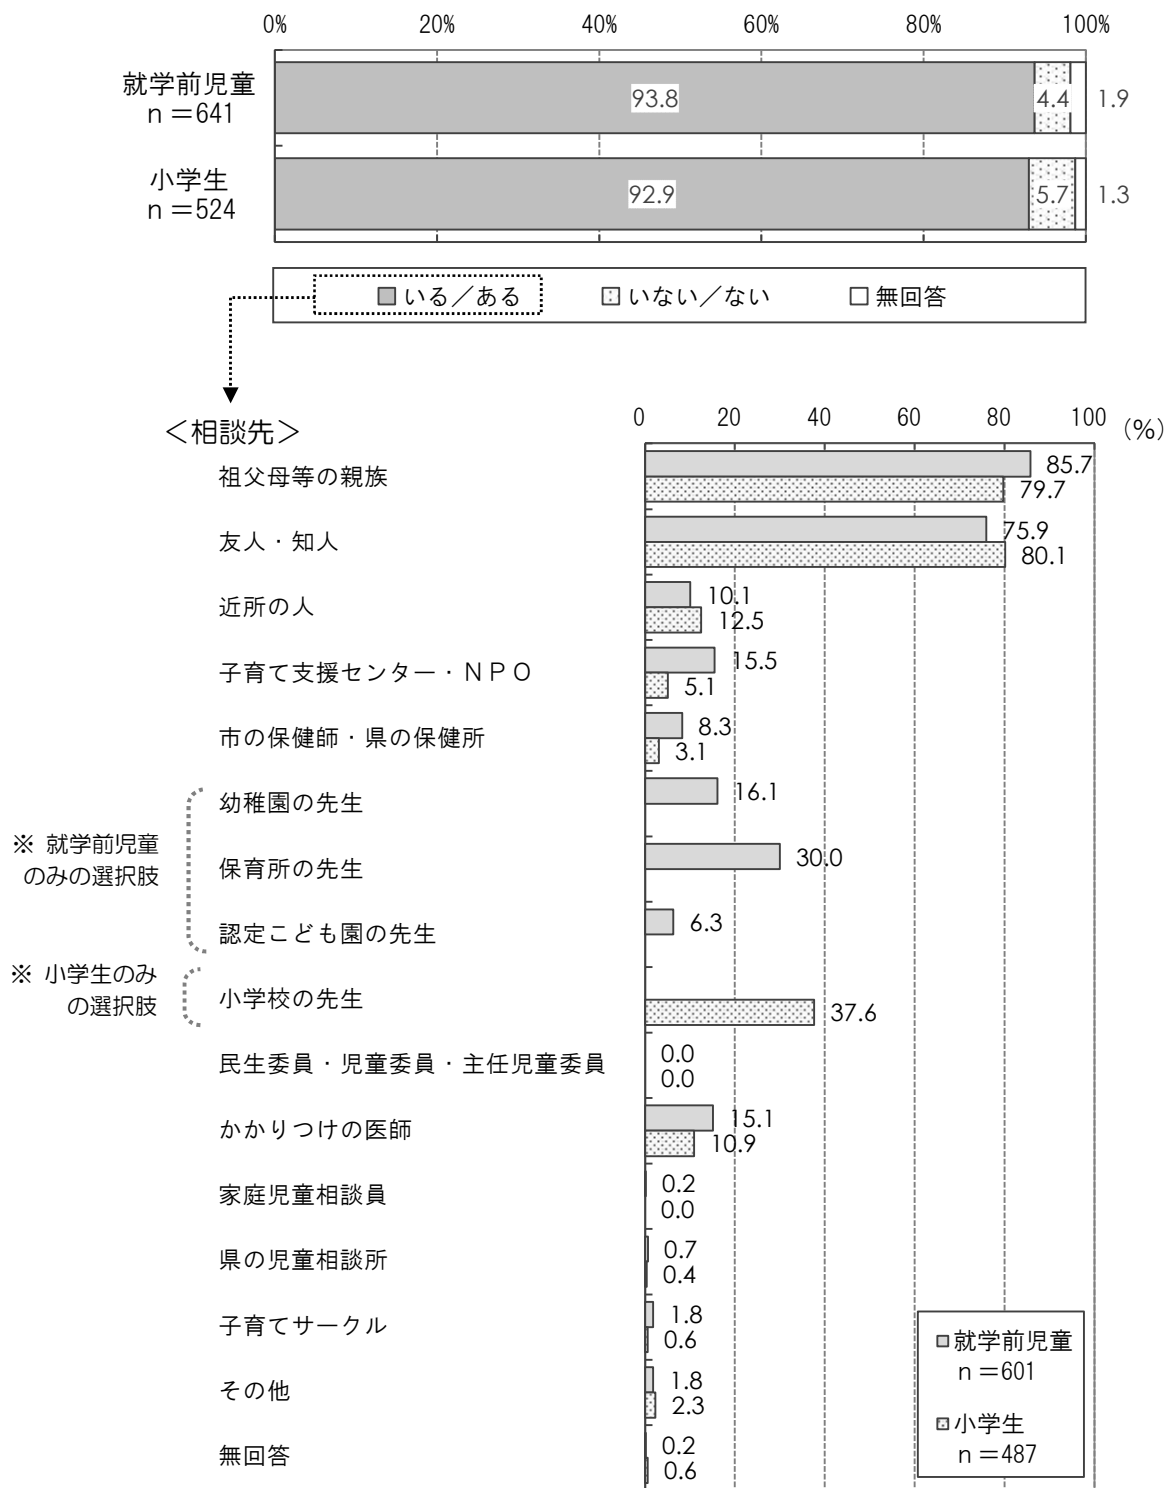 0% 20% 40% 60% 80% 100%
就学前児童
ｎ＝641
93.8 4.4 1.9
小学生
ｎ＝524
92.9 5.7 1.3
いる／ある いない／ない 無回答
＜相談先＞
0 20 40 60 80 100 (%)
祖父母等の親族
85.7
79.7
友人・知人
75.9
80.1
近所の人
10.1
12.5
子育て支援センター・ＮＰＯ
15.5
5.1
市の保健師・県の保健所
8.3
3.1
※ 就学前児童
のみの選択肢
幼稚園の先生
16.1
保育所の先生
30.0
認定こども園の先生
6.3
※ 小学生のみ
の選択肢
小学校の先生
37.6
民生委員・児童委員・主任児童委員
0.0
0.0
かかりつけの医師
15.1
10.9
家庭児童相談員
0.2
0.0
県の児童相談所
0.7
0.4
子育てサークル
1.8
0.6
その他
1.8
2.3
無回答
0.2
0.6
就学前児童
ｎ＝601
小学生
ｎ＝487